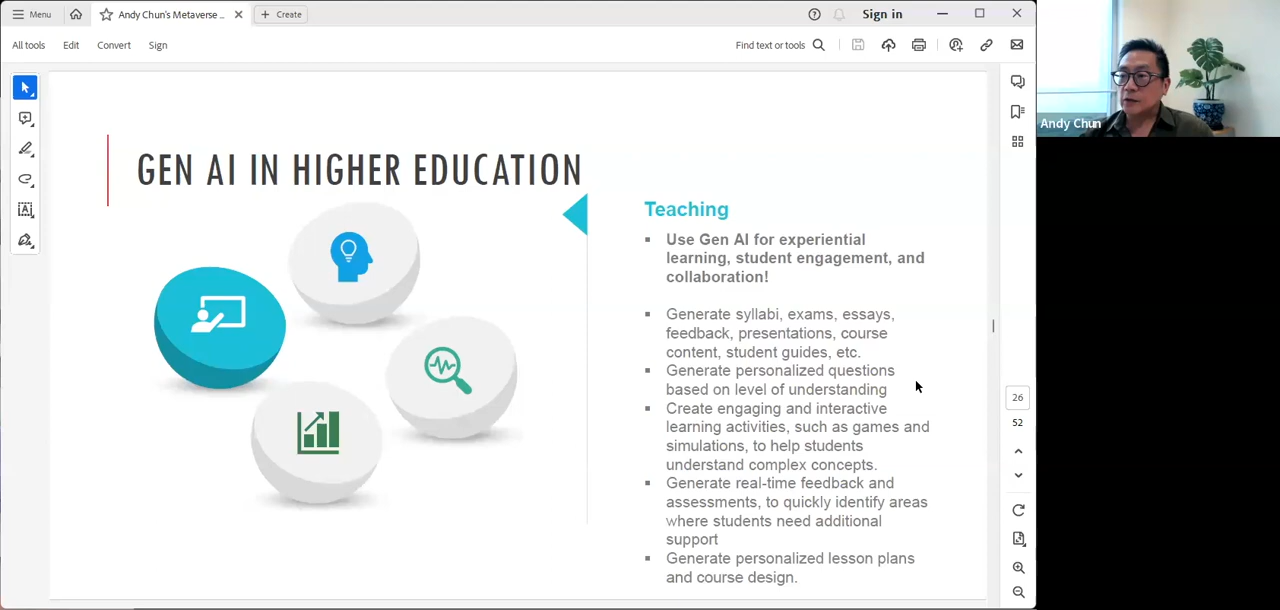 Menu
Andy Chun's Metaverse ...
Create
Sign in
All tools
Edit
Convert
Sign
Find text or tools
Andy Chun
GEN AI IN HIGHER EDUCATION
Teaching
Use Gen AI for experiential
learning, student engagement, and
collaboration!
Generate syllabi, exams, essays,
feedback, presentations, course
content, student guides, etc.
Generate personalized questions
based on level of understanding
Create engaging and interactive
learning activities, such as games and
simulations, to help students
understand complex concepts.
Generate real-time feedback and
assessments, to quickly identify areas
where students need additional
support
Generate personalized lesson plans
and course design.
26
52